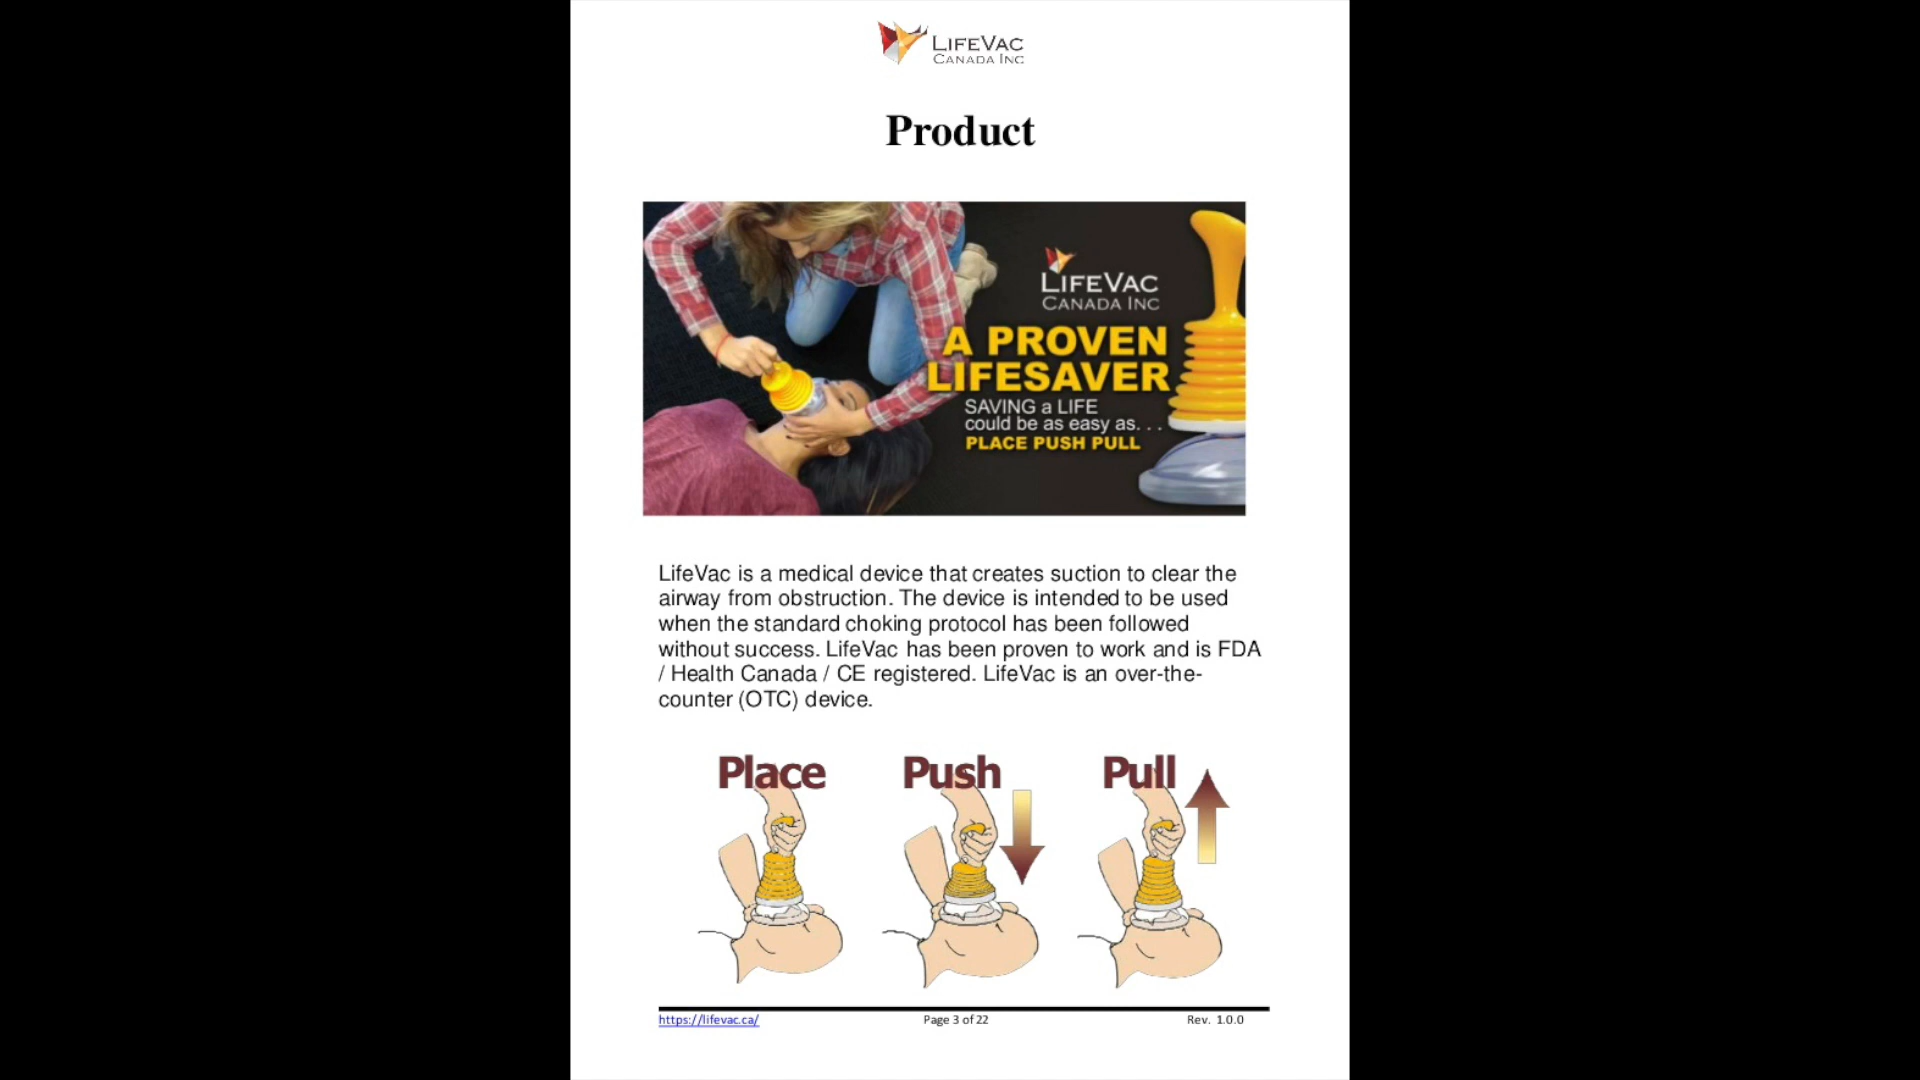 LIFEVAC
CANADA INC
Product
LIFEVAC
CANADA INC
A PROVEN
LIFESAVER
SAVING a LIFE
could be as easy as. . .
PLACE PUSH PULL
LifeVac is a medical device that creates suction to clear the
airway from obstruction. The device is intended to be used
when the standard choking protocol has been followed
without success. LifeVac has been proven to work and is FDA
/ Health Canada / CE registered. LifeVac is an over-the-
counter (OTC) device.
Place Push Pull
https://lifevac.ca/ Page 3 of 22 Rev. 1.0.0